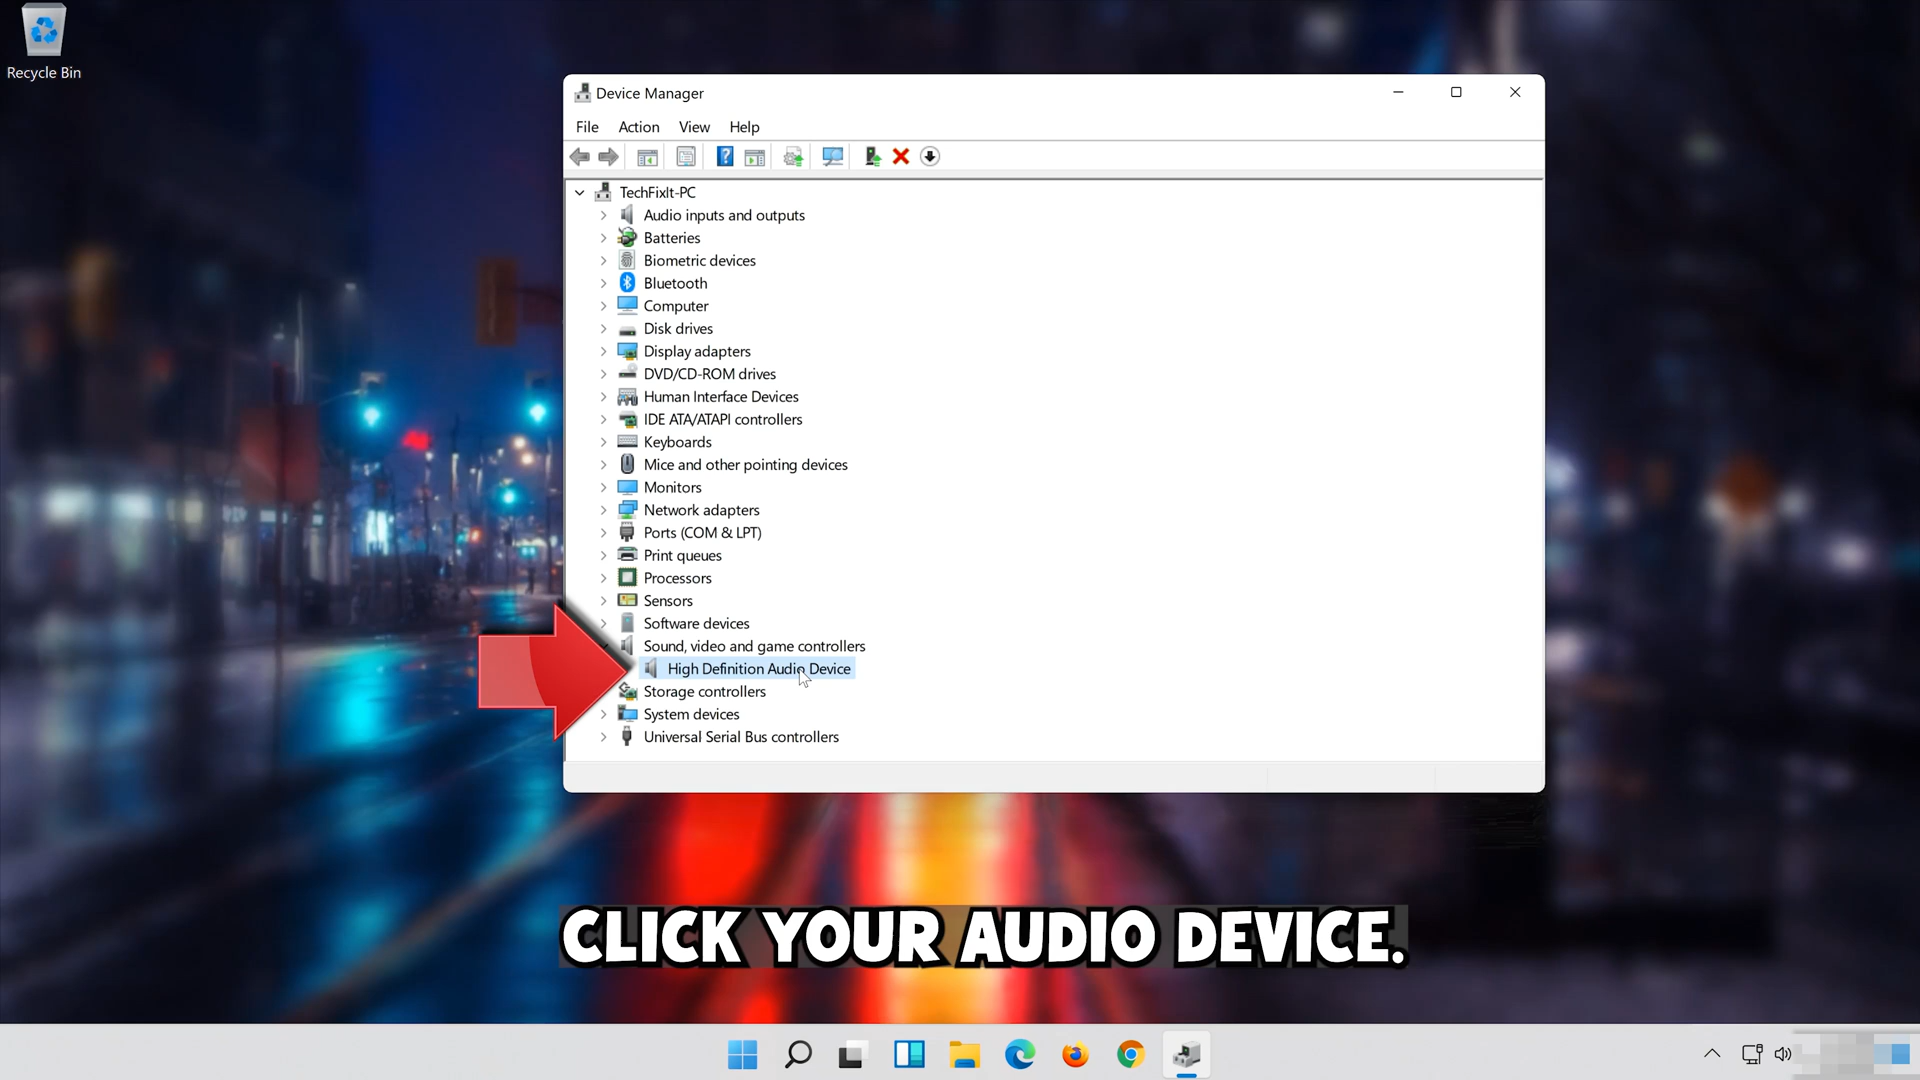 Recycle Bin
Device Manager
File Action View Help
TechFixIt-PC
Audio inputs and outputs
Batteries
Biometric devices
Bluetooth
Computer
Disk drives
Display adapters
DVD/CD-ROM drives
Human Interface Devices
IDE ATA/ATAPI controllers
Keyboards
Mice and other pointing devices
Monitors
Network adapters
Ports (COM & LPT)
Print queues
Processors
Sensors
Software devices
Sound, video and game controllers
High Definition Audio Device
Storage controllers
System devices
Universal Serial Bus controllers
CLICK YOUR AUDIO DEVICE.